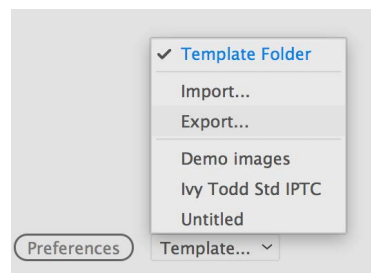 Template Folder
Import...
Export...
Demo images
Ivy Todd Std IPTC
Untitled
Preferences
Template...